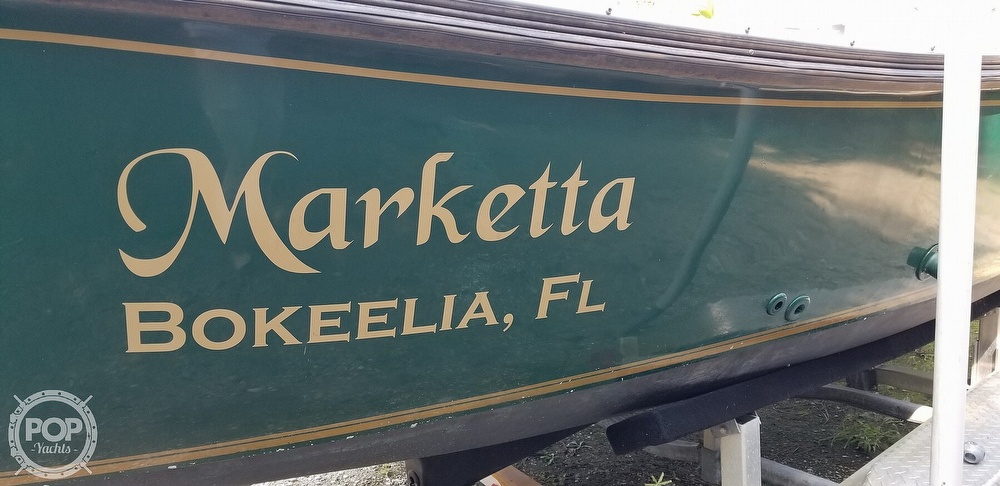 Marketta
BOKEELIA, FL
POP
Yachts